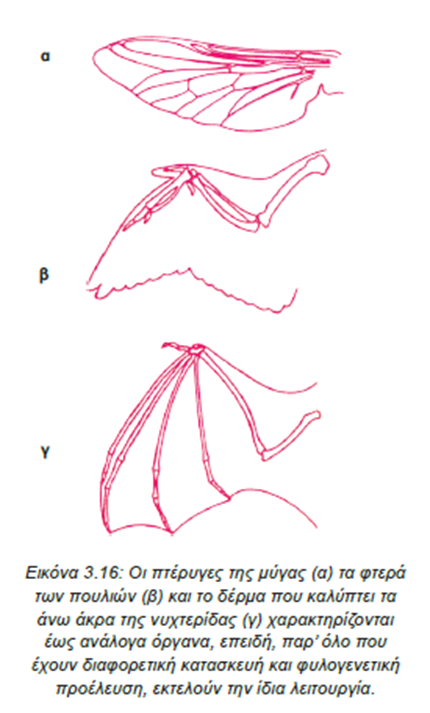 α
β
γ
Εικόνα 3.16: Οι πτέρυγες της μύγας (α) τα φτερά
των πουλιών (β) και το δέρμα που καλύπτει τα
άνω άκρα της νυχτερίδας (γ) χαρακτηρίζονται
έως ανάλογα όργανα, επειδή, παρ' όλο που
έχουν διαφορετική κατασκευή και φυλογενετική
προέλευση, εκτελούν την ίδια λειτουργία.